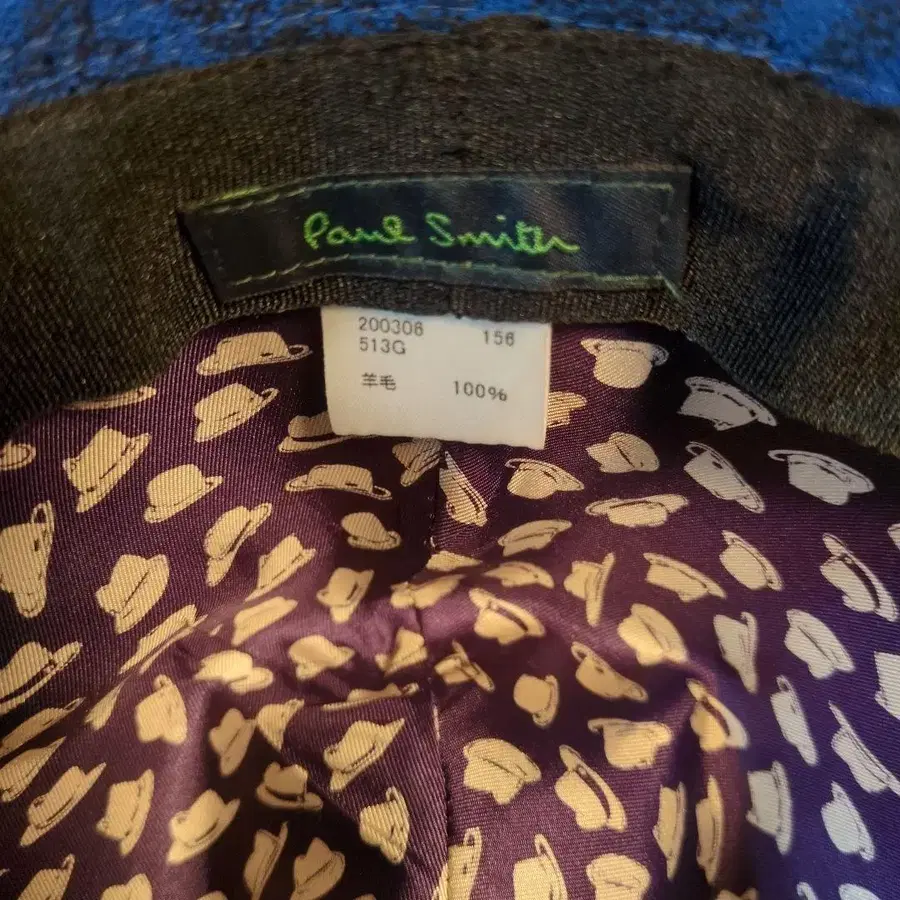 Paul Smith
200306 156
513G
羊毛 100%